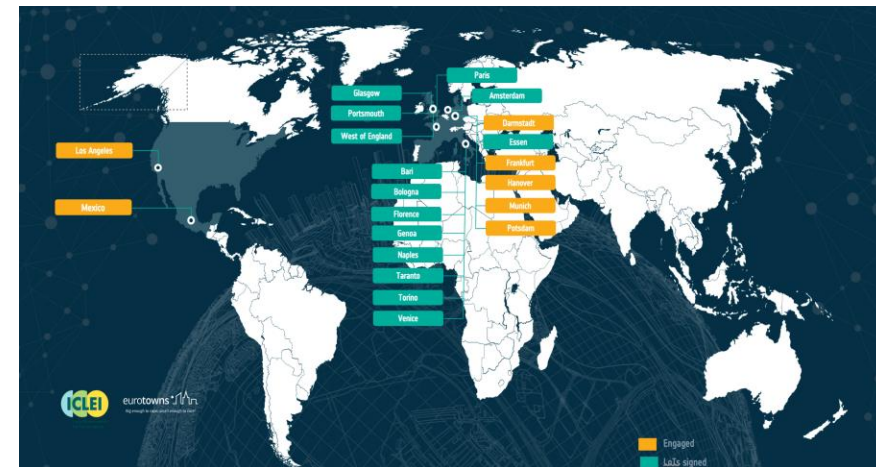 Paris
Glasgow
Amsterdam
Portsmouth
Darmstadt
West of England
Essen
Los Angeles
Frankfurt
Bari
Hanover
Bologna
Munich
Mexico
Florence
Potsdam
Genoa
Naples
Taranto
Torino
Venice
ICLEI
eurotowns
Engaged
LoIs signed